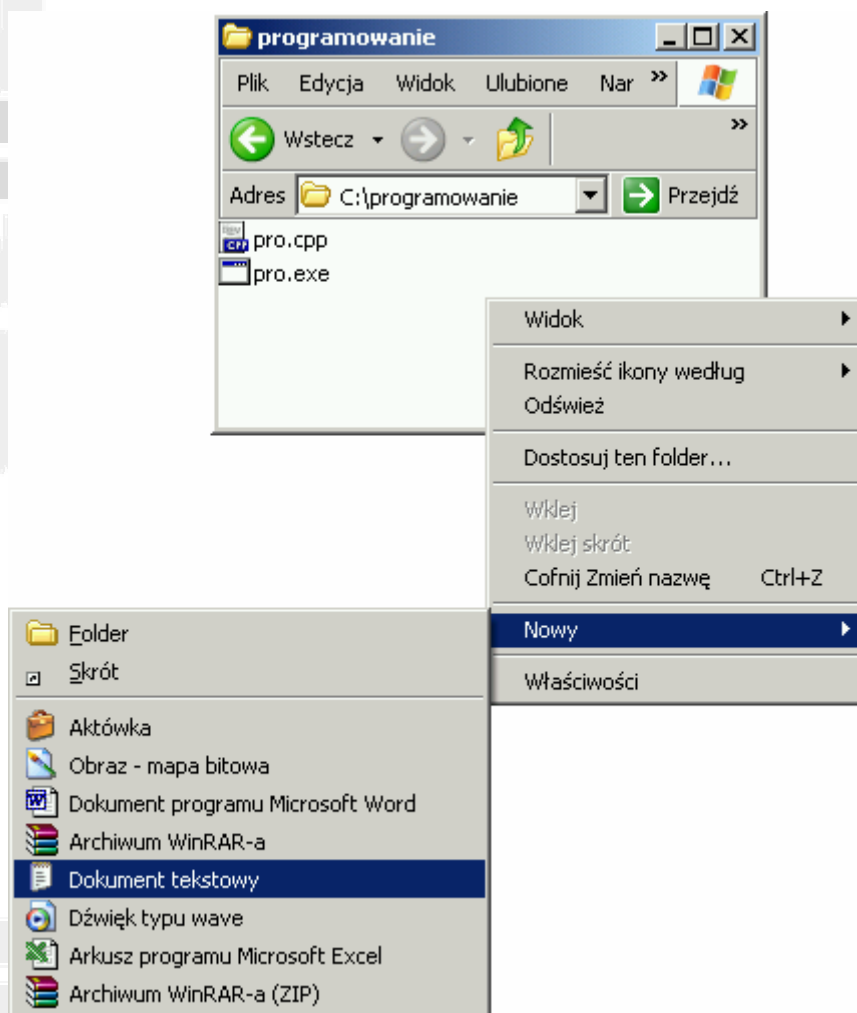 programowanie
Plik Edycja Widok Ulubione Nar »
Wstecz »
Adres C:\programowanie Przejdź
pro.cpp
pro.exe
Widok
Rozmieść ikony według
Odśwież
Dostosuj ten folder...
Wklej
Wklej skrót
Cofnij Zmień nazwę Ctrl+Z
Nowy
Właściwości
Folder
Skrót
Aktówka
Obraz - mapa bitowa
Dokument programu Microsoft Word
Archiwum WinRAR-a
Dokument tekstowy
Dźwięk typu wave
Arkusz programu Microsoft Excel
Archiwum WinRAR-a (ZIP)